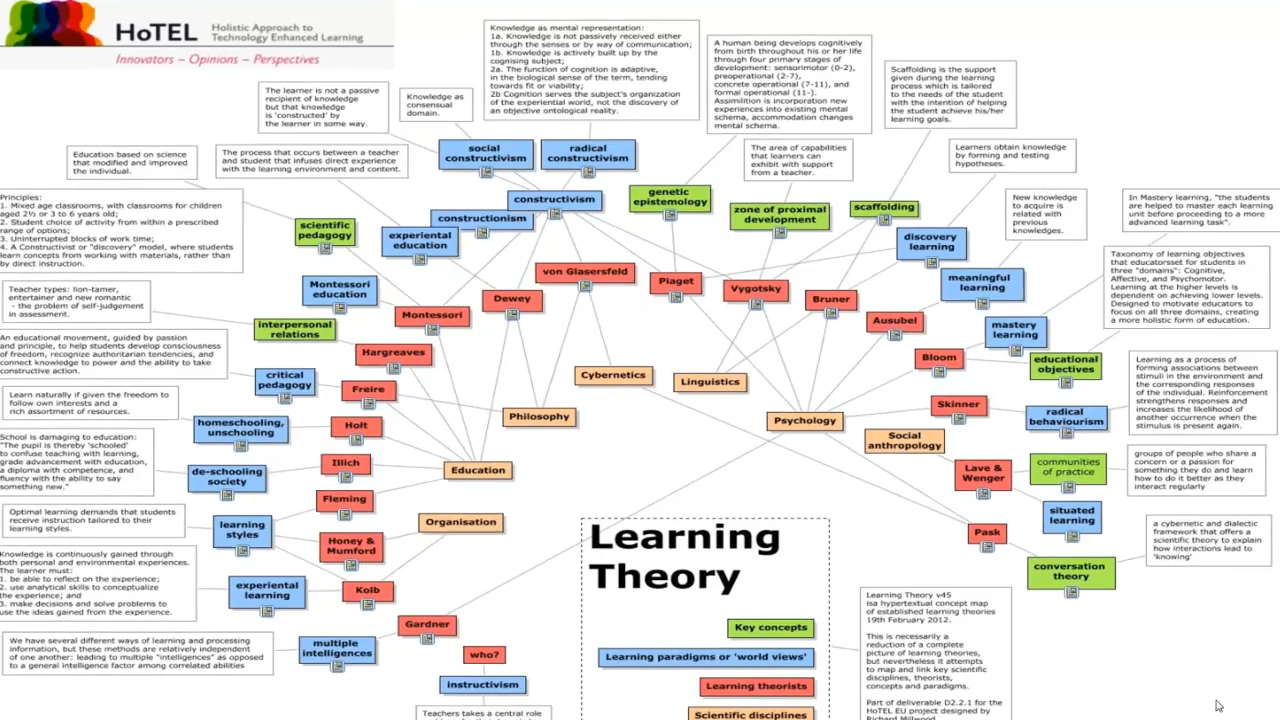 HoTEL
Holistic Approach to
Technology Enhanced Learning
Innovators – Opinions – Perspectives
Knowledge as mental representation:
1a. Knowledge is not passively received either
through the senses or by way of communication;
1b. Knowledge is actively built up by the
cognising subject;
2a. The function of cognition is adaptive,
in the biological sense of the term, tending
towards fit or viability;
2b Cognition serves the subject's organization
of the experiential world, not the discovery of
an objective ontological reality.
A human being develops cognitively
from birth throughout his or her life
through four primary stages of
development: sensorimotor (0-2),
preoperational (2-7),
concrete operational (7-11), and
formal operational (11-).
Assimilition is incorporation new
experiences into existing mental
schema, accommodation changes
mental schema.
Scaffolding is the support
given during the learning
process which is tailored
to the needs of the student
with the intention of helping
the student achieve his/her
learning goals.
The learner is not a passive
recipient of knowledge
but that knowledge
is 'constructed' by
the learner in some way.
Knowledge as
consensual
domain.
social
constructivism
radical
constructivism
The area of capabilities
that learners can
exhibit with support
from a teacher.
Learners obtain knowledge
by forming and testing
hypotheses.
Education based on science
that modified and improved
the individual.
The process that occurs between a teacher
and student that infuses direct experience
with the learning environment and content.
Principles:
1. Mixed age classrooms, with classrooms for children
aged 2½ or 3 to 6 years old;
2. Student choice of activity from within a prescribed
range of options;
3. Uninterrupted blocks of work time;
4. A Constructivist or "discovery" model, where students
learn concepts from working with materials, rather than
by direct instruction.
scientific
pedagogy
experiential
education
constructionism
constructivism
genetic
epistemology
zone of proximal
development
scaffolding
discovery
learning
New knowledge
to acquire is
related with
previous
knowledges.
In Mastery learning, "the students
are helped to master each learning
unit before proceeding to a more
advanced learning task".
Taxonomy of learning objectives
that educatorsset for students in
three "domains": Cognitive,
Affective, and Psychomotor.
Learning at the higher levels is
dependent on achieving lower levels.
Designed to motivate educators to
focus on all three domains, creating
a more holistic form of education.
Montessori
education
Montessori
Dewey
von Glasersfeld
Piaget
Vygotsky
Bruner
meaningful
learning
Ausubel
mastery
learning
Teacher types: lion-tamer,
entertainer and new romantic
- the problem of self-judgement
in assessment.
interpersonal
relations
Hargreaves
An educational movement, guided by passion
and principle, to help students develop consciousness
of freedom, recognize authoritarian tendencies, and
connect knowledge to power and the ability to take
constructive action.
critical
pedagogy
Freire
Cybernetics
Linguistics
Bloom
educational
objectives
Learning as a process of
forming associations between
stimuli in the environment and
the corresponding responses
of the individual. Reinforcement
strengthens responses and
increases the likelihood of
another occurrence when the
stimulus is present again.
Learn naturally if given the freedom to
follow own interests and a
rich assortment of resources.
homeschooling,
unschooling
Holt
Philosophy
Psychology
Skinner
radical
behaviourism
School is damaging to education:
"The pupil is thereby 'schooled'
to confuse teaching with learning,
grade advancement with education,
a diploma with competence, and
fluency with the ability to say
something new."
de-schooling
society
Illich
Education
Social
anthropology
Lave &
Wenger
communities
of practice
groups of people who share a
concern or a passion for
something they do and learn
how to do it better as they
interact regularly
Optimal learning demands that students
receive instruction tailored to their
learning styles.
learning
styles
Fleming
Organisation
Honey &
Mumford
situated
learning
Pask
a cybernetic and dialectic
framework that offers a
scientific theory to explain
how interactions lead to
'knowing'
Knowledge is continuously gained through
both personal and environmental experiences.
The learner must:
1. be able to reflect on the experience;
2. use analytical skills to conceptualize
the experience; and
3. make decisions and solve problems to
use the ideas gained from the experience.
experiential
learning
Kolb
conversation
theory
We have several different ways of learning and processing
information, but these methods are relatively independent
of one another: leading to multiple "intelligences" as opposed
to a general intelligence factor among correlated abilities
multiple
intelligences
Gardner
who?
instructivism
Teachers take a central role
Learning
Theory
Key concepts
Learning paradigms or 'world views'
Learning theorists
Scientific disciplines
Learning Theory v45
isa hypertextual concept map
of established learning theories
19th February 2012.
This is necessarily a
reduction of a complete
picture of learning theories,
but nevertheless it attempts
to map and link key scientific
disciplines, theorists,
concepts and paradigms.
Part of deliverable D2.2.1 for the
HoTEL EU project designed by
Richard Millwood